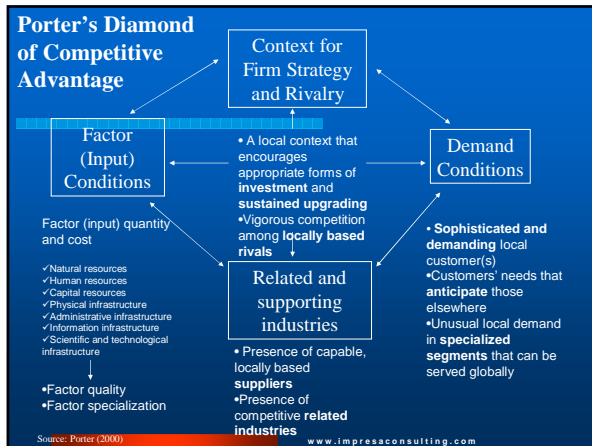 Porter's Diamond
of Competitive
Advantage
Context for
Firm Strategy
and Rivalry
Factor
(Input)
Conditions
• A local context that
encourages
appropriate forms of
investment and
sustained upgrading
•Vigorous competition
among locally based
rivals
Demand
Conditions
Factor (input) quantity
and cost
✓Natural resources
✓Human resources
✓Capital resources
✓Physical infrastructure
✓Administrative infrastructure
✓Information infrastructure
✓Scientific and technological
infrastructure
•Factor quality
•Factor specialization
Related and
supporting
industries
• Presence of capable,
locally based
suppliers
•Presence of
competitive related
industries
• Sophisticated and
demanding local
customer(s)
•Customers' needs that
anticipate those
elsewhere
•Unusual local demand
in specialized
segments that can be
served globally
Source: Porter (2000)
www.impresaconsulting.com